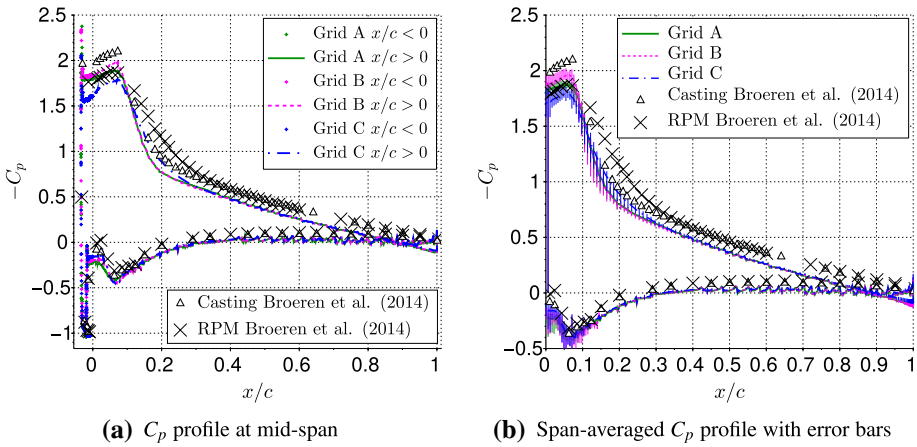 −2.5
−2
−1.5
−1
−0.5
0
0.5
1
1.5
2
2.5
−C_p
0 0.2 0.4 0.6 0.8 1
x/c
Grid A x/c < 0
Grid A x/c > 0
Grid B x/c < 0
Grid B x/c > 0
Grid C x/c < 0
Grid C x/c > 0
Casting Broeren et al. (2014)
RPM Broeren et al. (2014)
(a) C_p profile at mid-span
2.5
2
1.5
1
0.5
0
−0.5
−C_p
0 0.1 0.2 0.3 0.4 0.5 0.6 0.7 0.8 0.9 1
x/c
Grid A
Grid B
Grid C
Casting Broeren et al. (2014)
RPM Broeren et al. (2014)
(b) Span-averaged C_p profile with error bars